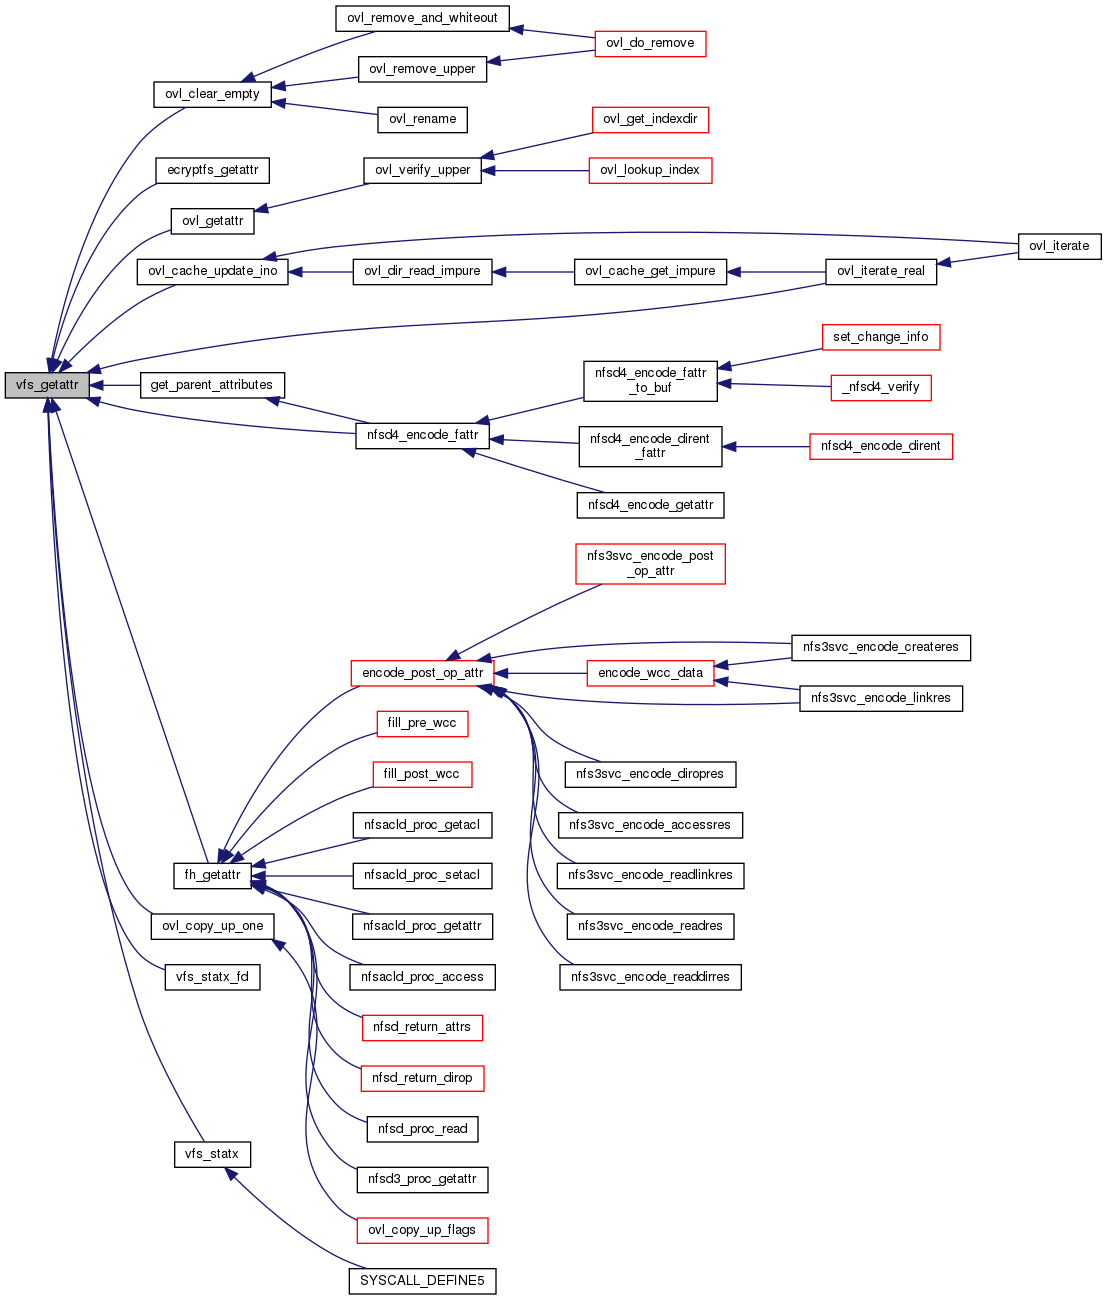 ovl_remove_and_whiteout
ovl_do_remove
ovl_remove_upper
ovl_clear_empty
ovl_rename
ovl_get_indexdir
ecryptfs_getattr
ovl_verify_upper
ovl_lookup_index
ovl_getattr
ovl_iterate
ovl_cache_update_ino
ovl_dir_read_impure
ovl_cache_get_impure
ovl_iterate_real
set_change_info
vfs_getattr
get_parent_attributes
nfsd4_encode_fattr
_to_buf
_nfsd4_verify
nfsd4_encode_fattr
nfsd4_encode_dirent
_fattr
nfsd4_encode_dirent
nfsd4_encode_getattr
nfs3svc_encode_post
_op_attr
nfs3svc_encode_createres
encode_post_op_attr
encode_wcc_data
nfs3svc_encode_linkres
fill_pre_wcc
fill_post_wcc
nfs3svc_encode_diropres
nfsacld_proc_getacl
nfs3svc_encode_accessres
fh_getattr
nfsacld_proc_setacl
nfs3svc_encode_readlinkres
ovl_copy_up_one
nfsacld_proc_getattr
nfs3svc_encode_readres
vfs_statx_fd
nfsacld_proc_access
nfs3svc_encode_readdirres
nfsd_return_attrs
nfsd_return_dirop
nfsd_proc_read
vfs_statx
nfsd3_proc_getattr
ovl_copy_up_flags
SYSCALL_DEFINE5